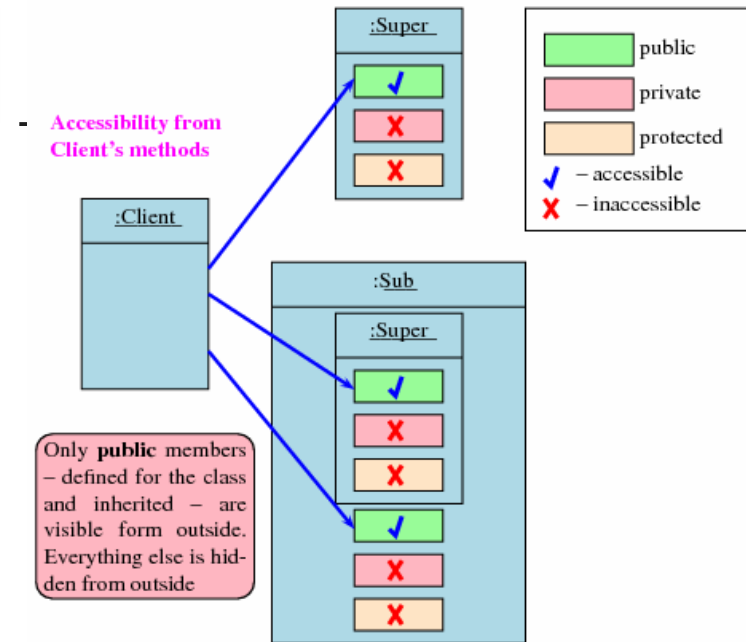 :Super
public
private
protected
– accessible
– inaccessible
Accessibility from
Client's methods
:Client
:Sub
:Super
Only public members
– defined for the class
and inherited – are
visible form outside.
Everything else is hid-
den from outside